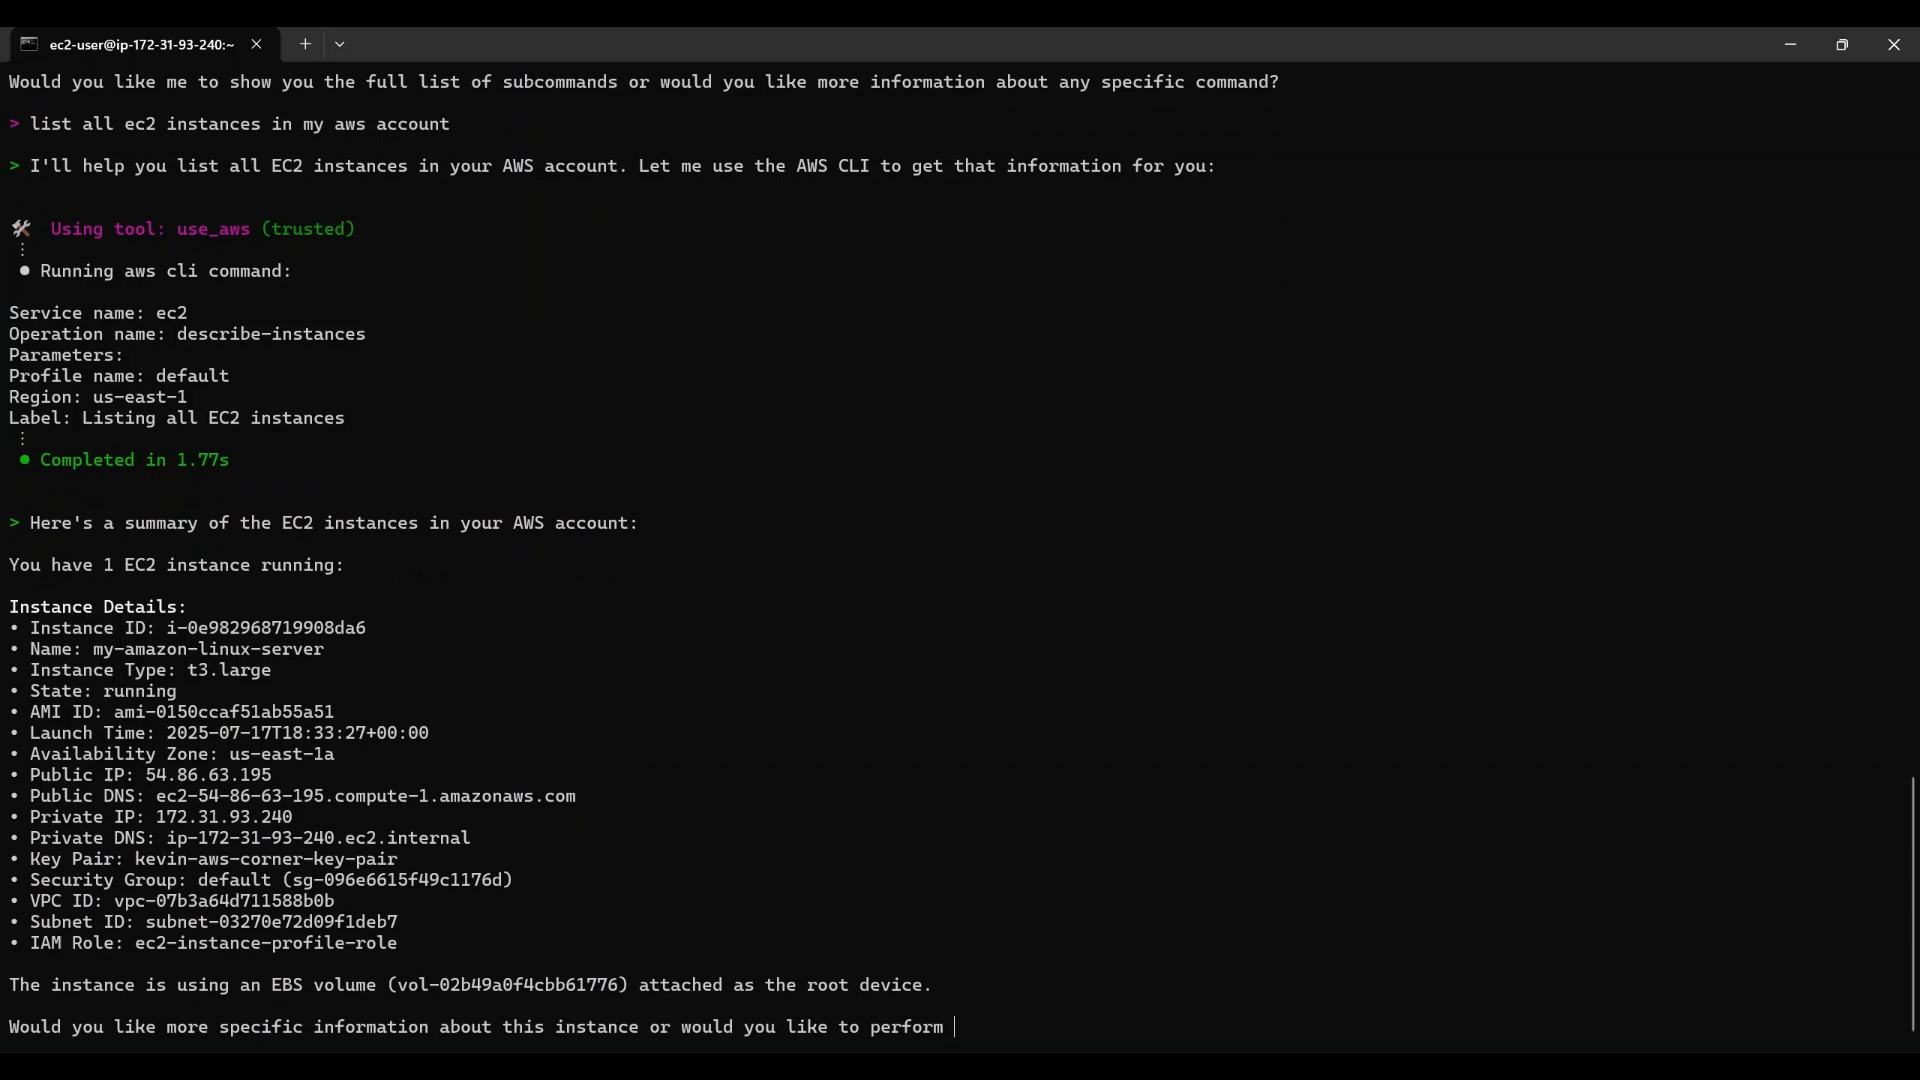 ec2-user@ip-172-31-93-240:~
Would you like me to show you the full list of subcommands or would you like more information about any specific command?
> list all ec2 instances in my aws account
> I'll help you list all EC2 instances in your AWS account. Let me use the AWS CLI to get that information for you:
🛠 Using tool: use_aws (trusted)
⋮
● Running aws cli command:
Service name: ec2
Operation name: describe-instances
Parameters:
Profile name: default
Region: us-east-1
Label: Listing all EC2 instances
⋮
● Completed in 1.77s
> Here's a summary of the EC2 instances in your AWS account:
You have 1 EC2 instance running:
Instance Details:
• Instance ID: i-0e982968719908da6
• Name: my-amazon-linux-server
• Instance Type: t3.large
• State: running
• AMI ID: ami-0150ccaf51ab55a51
• Launch Time: 2025-07-17T18:33:27+00:00
• Availability Zone: us-east-1a
• Public IP: 54.86.63.195
• Public DNS: ec2-54-86-63-195.compute-1.amazonaws.com
• Private IP: 172.31.93.240
• Private DNS: ip-172-31-93-240.ec2.internal
• Key Pair: kevin-aws-corner-key-pair
• Security Group: default (sg-096e6615f49c1176d)
• VPC ID: vpc-07b3a64d711588b0b
• Subnet ID: subnet-03270e72d09f1deb7
• IAM Role: ec2-instance-profile-role
The instance is using an EBS volume (vol-02b49a0f4cbb61776) attached as the root device.
Would you like more specific information about this instance or would you like to perform